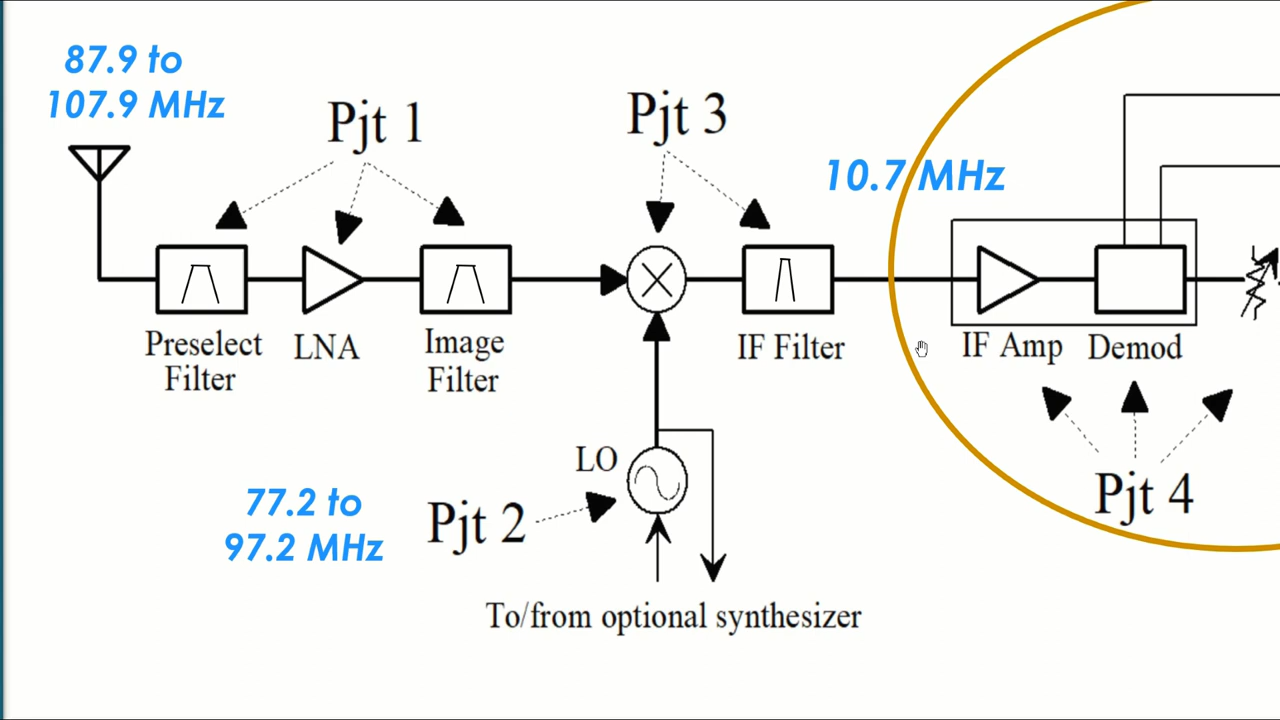 87.9 to
107.9 MHz
Pjt 1
Pjt 3
10.7 MHz
Preselect
Filter
LNA
Image
Filter
IF Filter
IF Amp
Demod
LO
77.2 to
97.2 MHz
Pjt 2
Pjt 4
To/from optional synthesizer